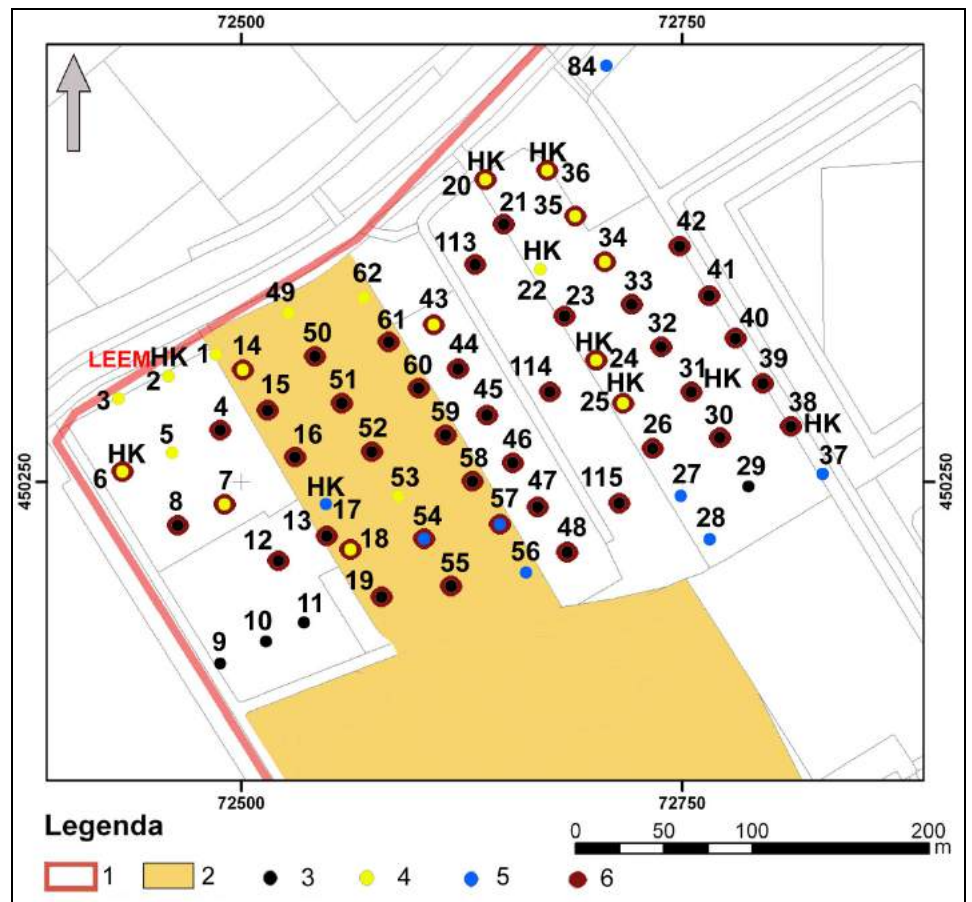 72500 72750
84
HK HK
20 36
21 35
42
113 34
HK
62 22 33 41
49 43 23
61 32 40
50 44 HK
LEEM HK 1 14 24 39
2 60 114 31 HK
3 15 51 45 HK
25 38
4 59 30 HK
16 52 46 26
5
HK 58 37
6 53 27 29
450250 450250
7 HK 57 47 115
17 54
8 28
13 48
12 18 56
55
19
11
10
9
72500 72750
Legenda
0 50 100 200
m
1 2 3 4 5 6